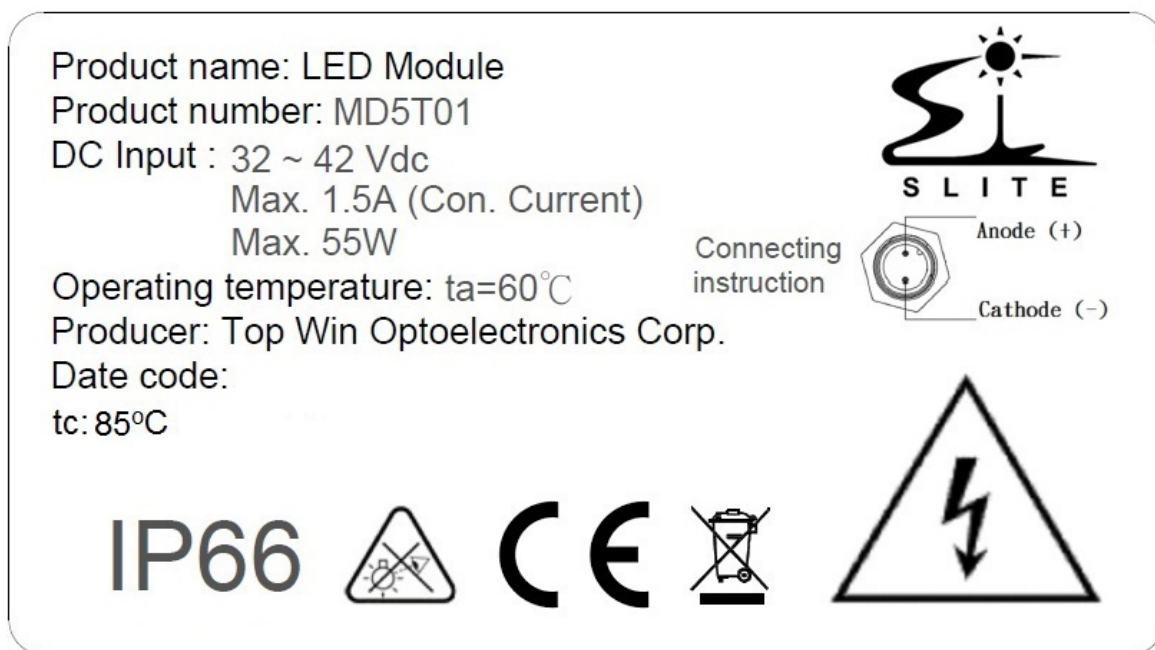 Product name: LED Module
Product number: MD5T01
DC Input : 32 ~ 42 Vdc
Max. 1.5A (Con. Current)
Max. 55W
Operating temperature: ta=60℃
Producer: Top Win Optoelectronics Corp.
Date code:
tc: 85ºC
SLITE
Connecting
instruction
Anode (+)
Cathode (-)
IP66
CE